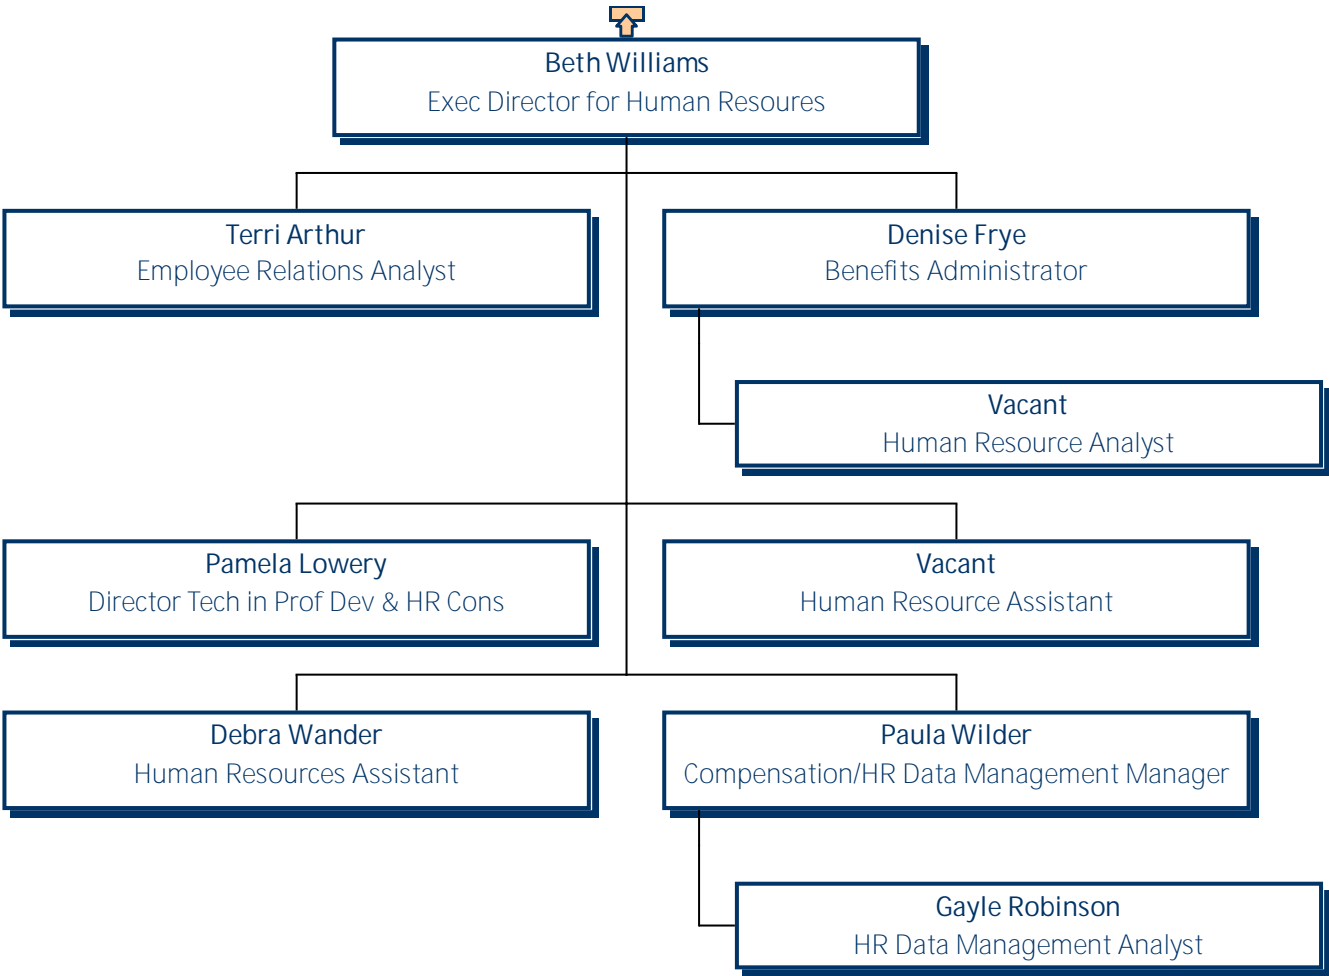 Beth Williams
Exec Director for Human Resoures
Terri Arthur
Employee Relations Analyst
Denise Frye
Benefits Administrator
Vacant
Human Resource Analyst
Pamela Lowery
Director Tech in Prof Dev & HR Cons
Vacant
Human Resource Assistant
Debra Wander
Human Resources Assistant
Paula Wilder
Compensation/HR Data Management Manager
Gayle Robinson
HR Data Management Analyst